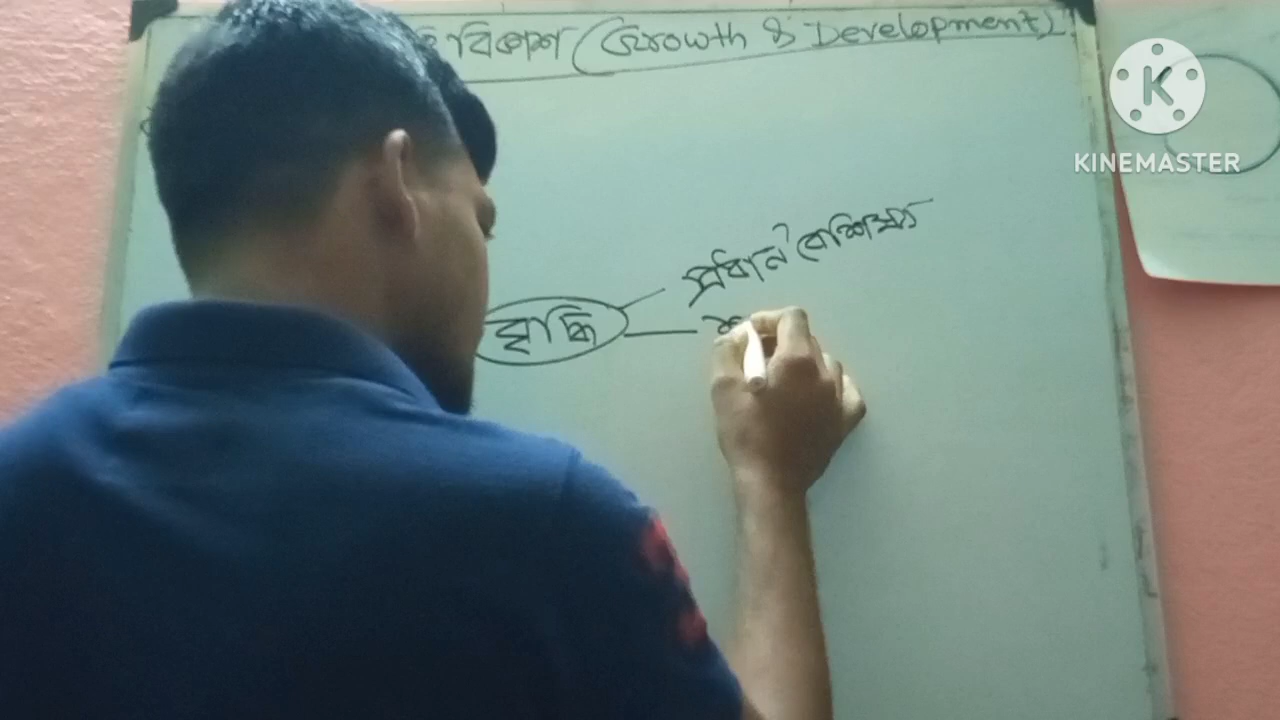 বিকাশ (Growth & Development)
K
KINEMASTER
প্রধান বৈশিষ্ট্য
বৃদ্ধি